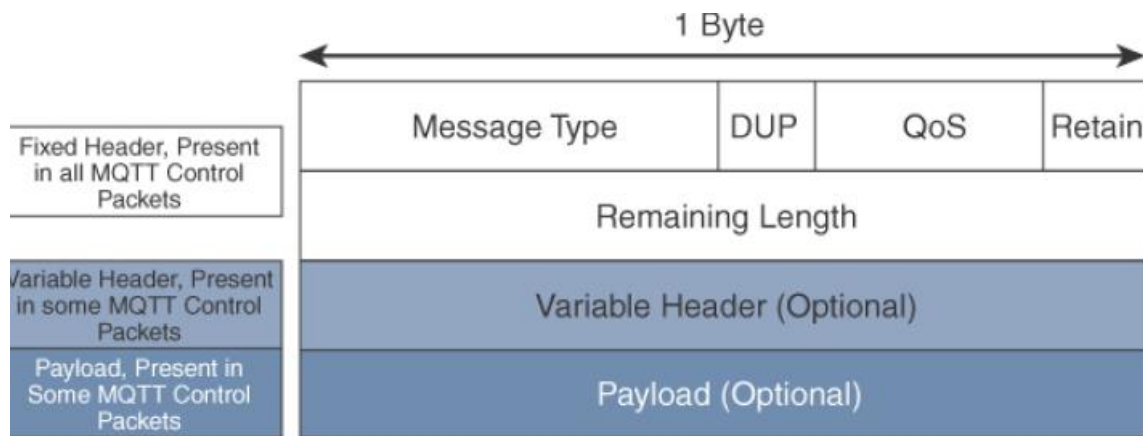 1 Byte
Message Type DUP QoS Retain
Fixed Header, Present
in all MQTT Control
Packets
Remaining Length
Variable Header, Present
in some MQTT Control
Packets
Variable Header (Optional)
Payload, Present in
Some MQTT Control
Packets
Payload (Optional)